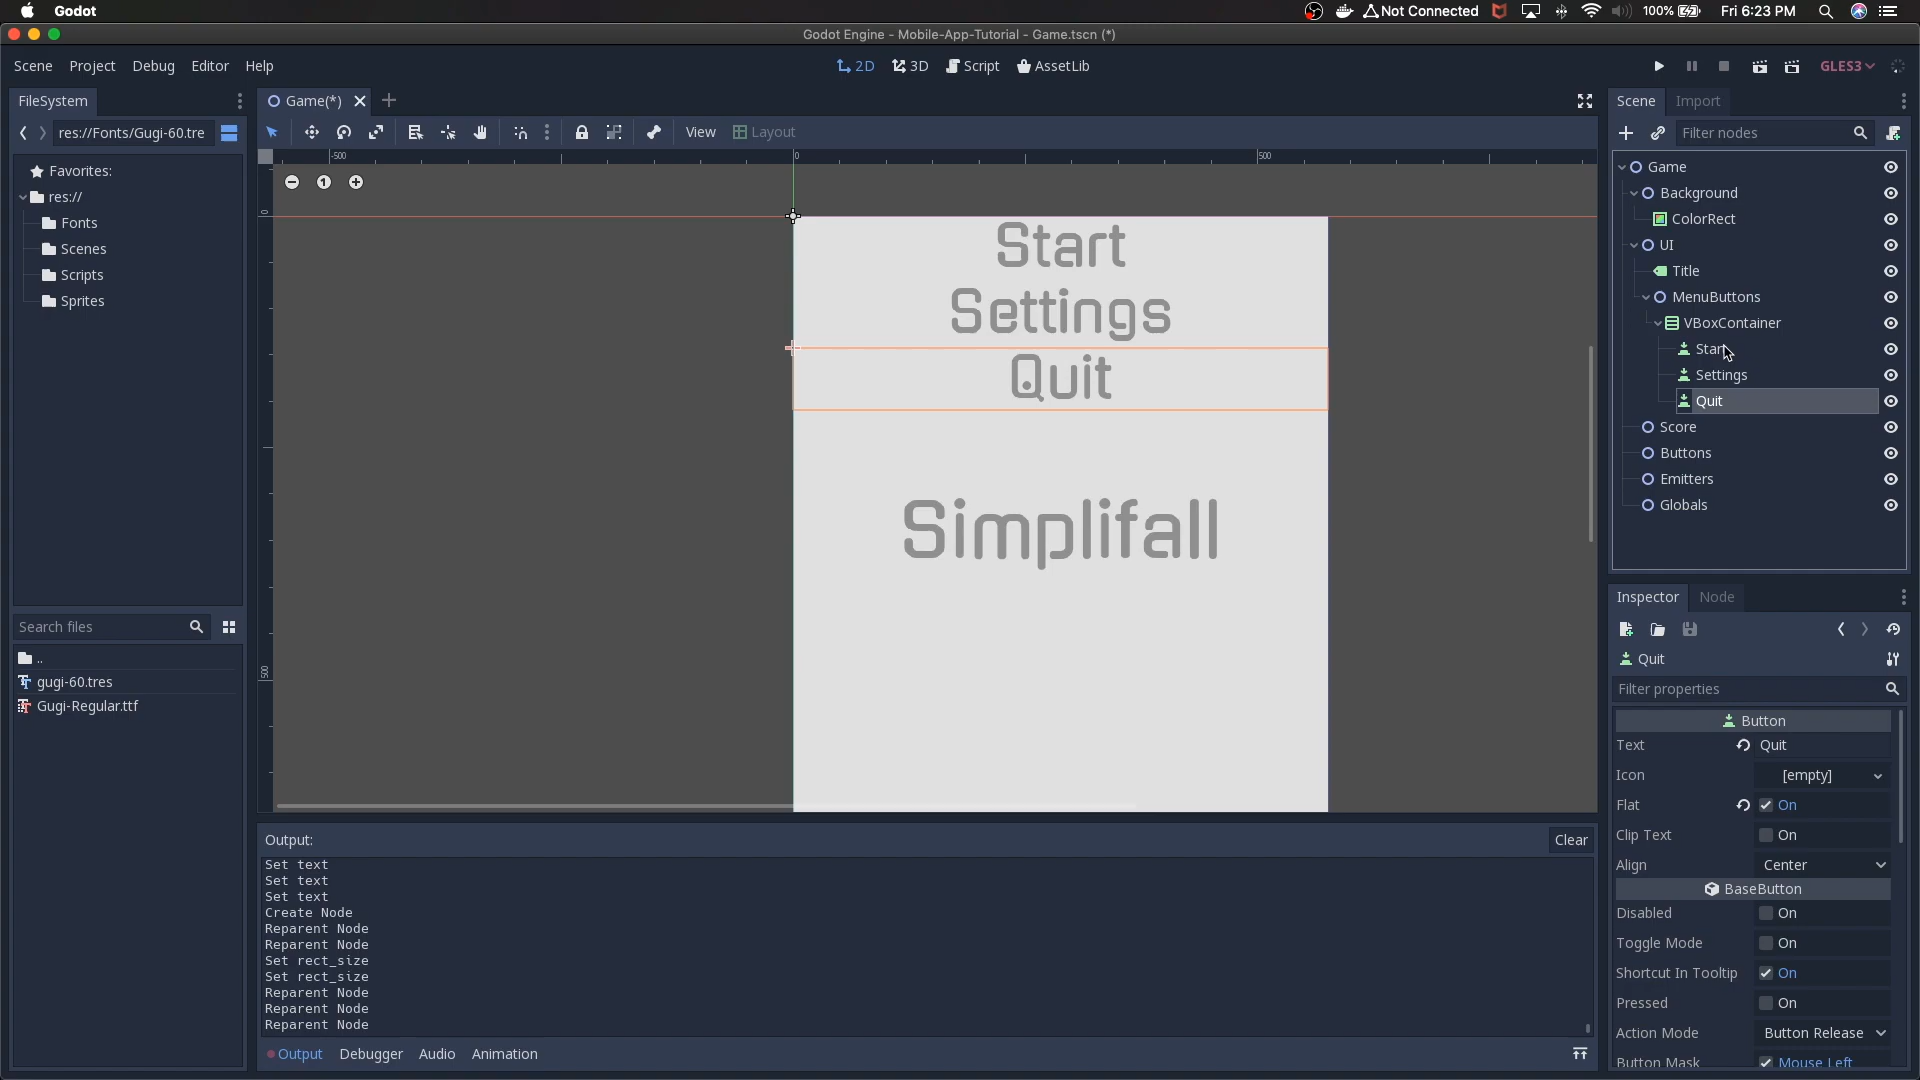 Godot
Not Connected
100%
Fri 6:23 PM
Godot Engine - Mobile-App-Tutorial - Game.tscn (*)
Scene Project Debug Editor Help
2D 3D Script AssetLib
GLES3
FileSystem
Game(*)
Scene Import
res://Fonts/Gugi-60.tre
View Layout
Filter nodes
-500 0 500
Favorites:
res://
Fonts
Scenes
Scripts
Sprites
Search files
..
gugi-60.tres
Gugi-Regular.ttf
1
0
500
Start
Settings
Quit
Simplifall
Output:
Clear
Set text
Set text
Set text
Create Node
Reparent Node
Reparent Node
Set rect_size
Set rect_size
Reparent Node
Reparent Node
Reparent Node
Output Debugger Audio Animation
Game
Background
ColorRect
UI
Title
MenuButtons
VBoxContainer
Start
Settings
Quit
Score
Buttons
Emitters
Globals
Inspector Node
Quit
Filter properties
Button
Text Quit
Icon [empty]
Flat On
Clip Text On
Align Center
BaseButton
Disabled On
Toggle Mode On
Shortcut In Tooltip On
Pressed On
Action Mode Button Release
Button Mask Mouse Left